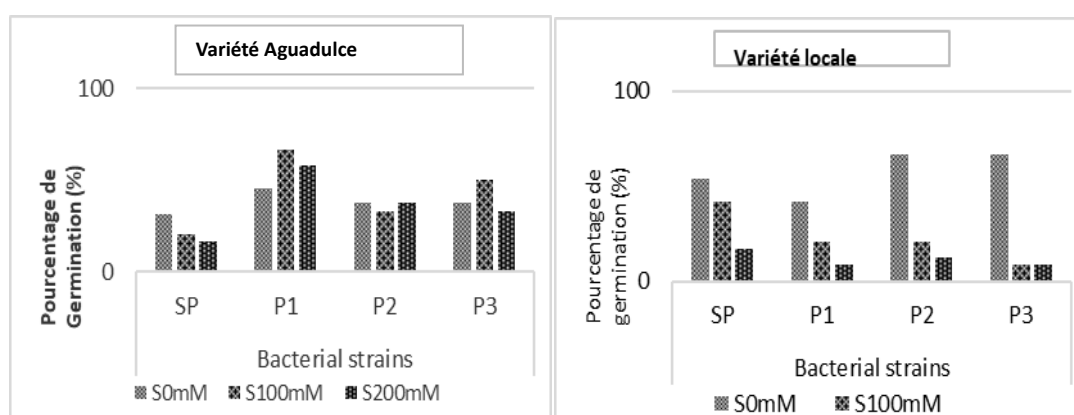 Variété Aguadulce
100
0
Pourcentage de
Germination (%)
SP P1 P2 P3
Bacterial strains
S0mM S100mM S200mM
Variété locale
100
0
Pourcentage de
germination (%)
SP P1 P2 P3
Bacterial strains
S0mM S100mM